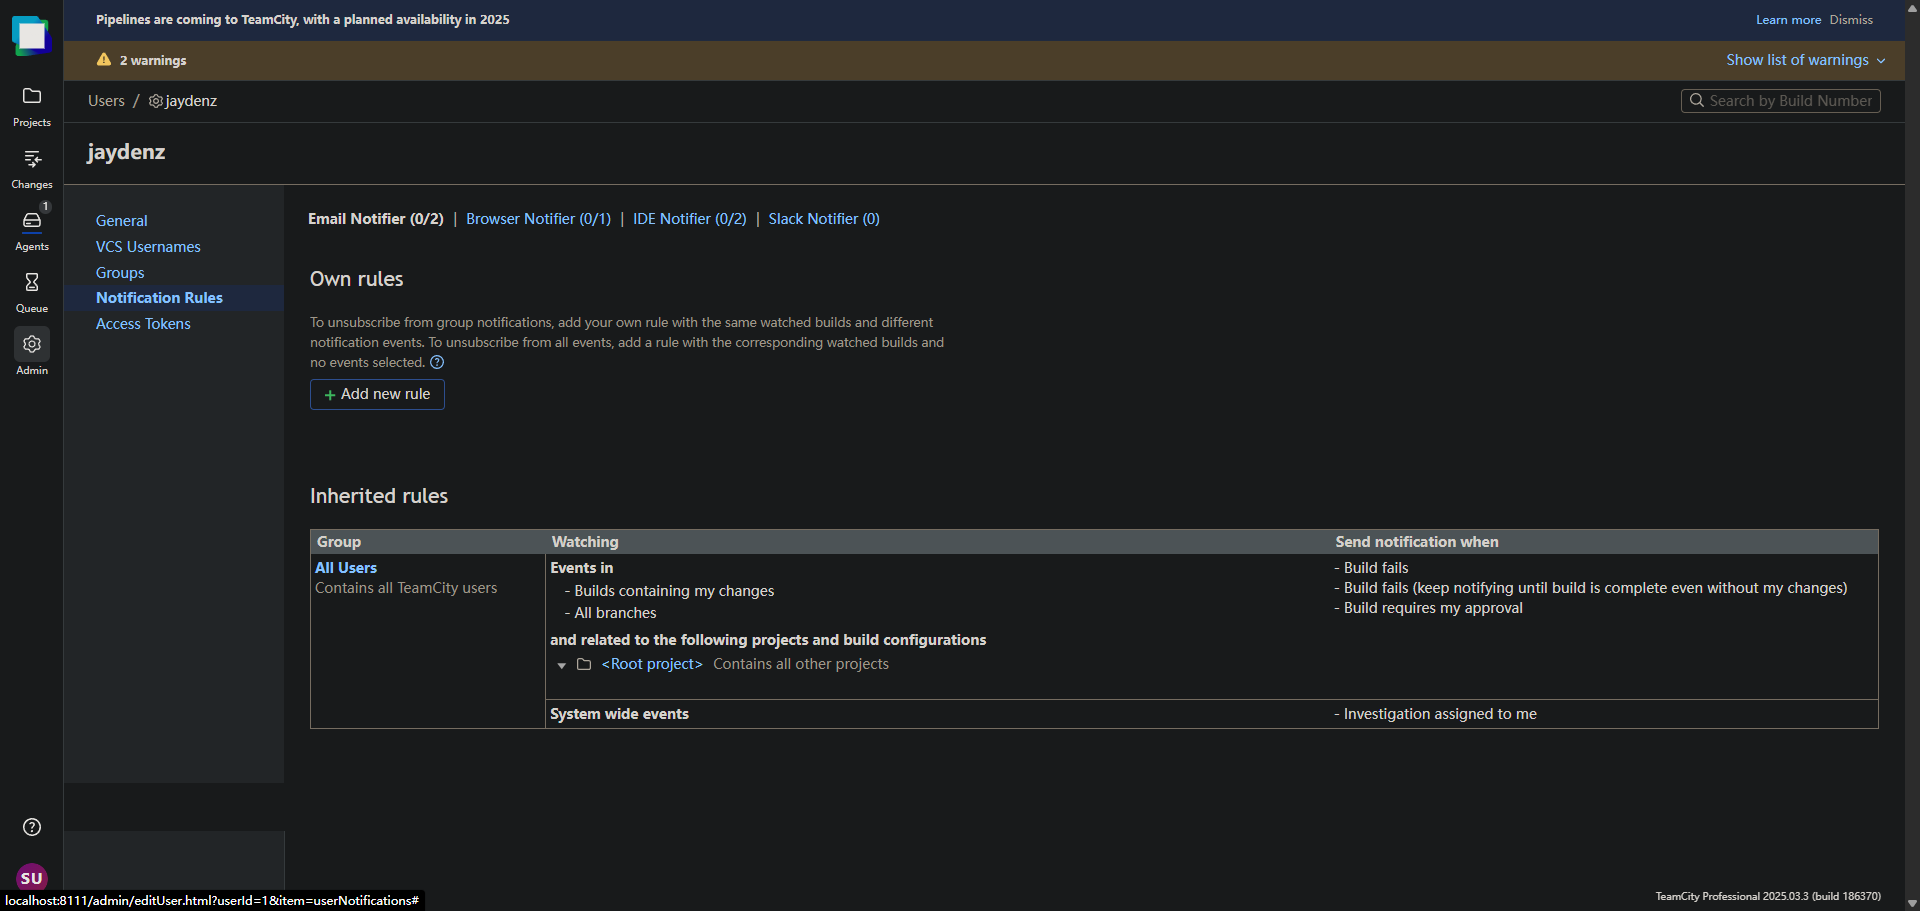 Pipelines are coming to TeamCity, with a planned availability in 2025
Learn more Dismiss
2 warnings
Show list of warnings
Users / jaydenz
Search by Build Number
jaydenz
Projects
Changes
1
Agents
Queue
Admin
General
VCS Usernames
Groups
Notification Rules
Access Tokens
Email Notifier (0/2) | Browser Notifier (0/1) | IDE Notifier (0/2) | Slack Notifier (0)
Own rules
To unsubscribe from group notifications, add your own rule with the same watched builds and different
notification events. To unsubscribe from all events, add a rule with the corresponding watched builds and
no events selected. ?
+ Add new rule
Inherited rules
Group Watching Send notification when
All Users
Contains all TeamCity users
Events in
- Builds containing my changes
- All branches
and related to the following projects and build configurations
<Root project> Contains all other projects
- Build fails
- Build fails (keep notifying until build is complete even without my changes)
- Build requires my approval
System wide events - Investigation assigned to me
?
SU
localhost:8111/admin/editUser.html?userId=1&item=userNotifications#
TeamCity Professional 2025.03.3 (build 186370)